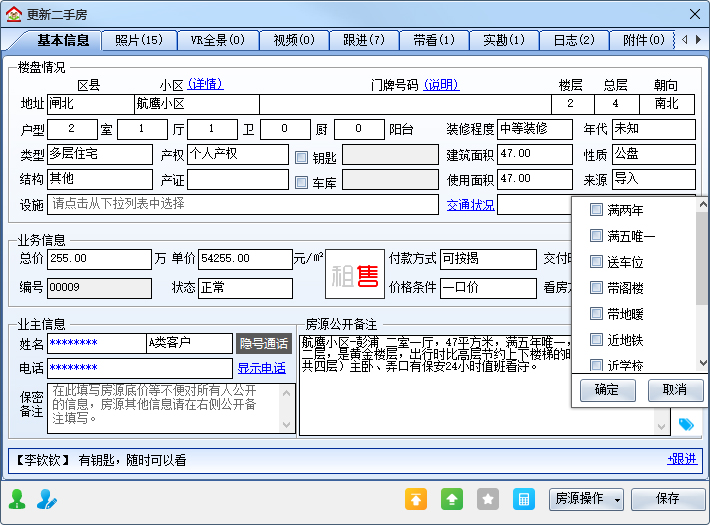 更新二手房
基本信息 照片(15) VR全景(0) 视频(0) 跟进(7) 带看(1) 实勘(1) 日志(2) 附件(0)
楼盘情况
区县 小区 (详情) 门牌号码 (说明) 楼层 总层 朝向
地址 闸北 航鹰小区 2 4 南北
户型 2 室 1 厅 1 卫 0 厨 0 阳台 装修程度 中等装修 年代 未知
类型 多层住宅 产权 个人产权 钥匙 建筑面积 47.00 性质 公盘
结构 其他 产证 车库 使用面积 47.00 来源 导入
设施 请点击从下拉列表中选择 交通状况
满两年
满五唯一
送车位
带阁楼
带地暖
近地铁
近学校
确定 取消
业务信息
总价 255.00 万 单价 54255.00 元/㎡ 租售 付款方式 可按揭
编号 00009 状态 正常 价格条件 一口价
业主信息
姓名 ******** A类客户 隐号通话
电话 ******** 显示电话
保密备注 在此填写房源底价等不便对所有人公开
的信息，房源其他信息请在右侧公开备
注填写。
房源公开备注
航鹰小区-彭浦 二室一厅，47平方米，满五年唯一，
二层，是黄金楼层，出行时比高层节约上下楼梯的
共四层）主卧、弄口有保安24小时值班看守。
【李钦钦】 有钥匙，随时可以看 +跟进
房源操作 保存